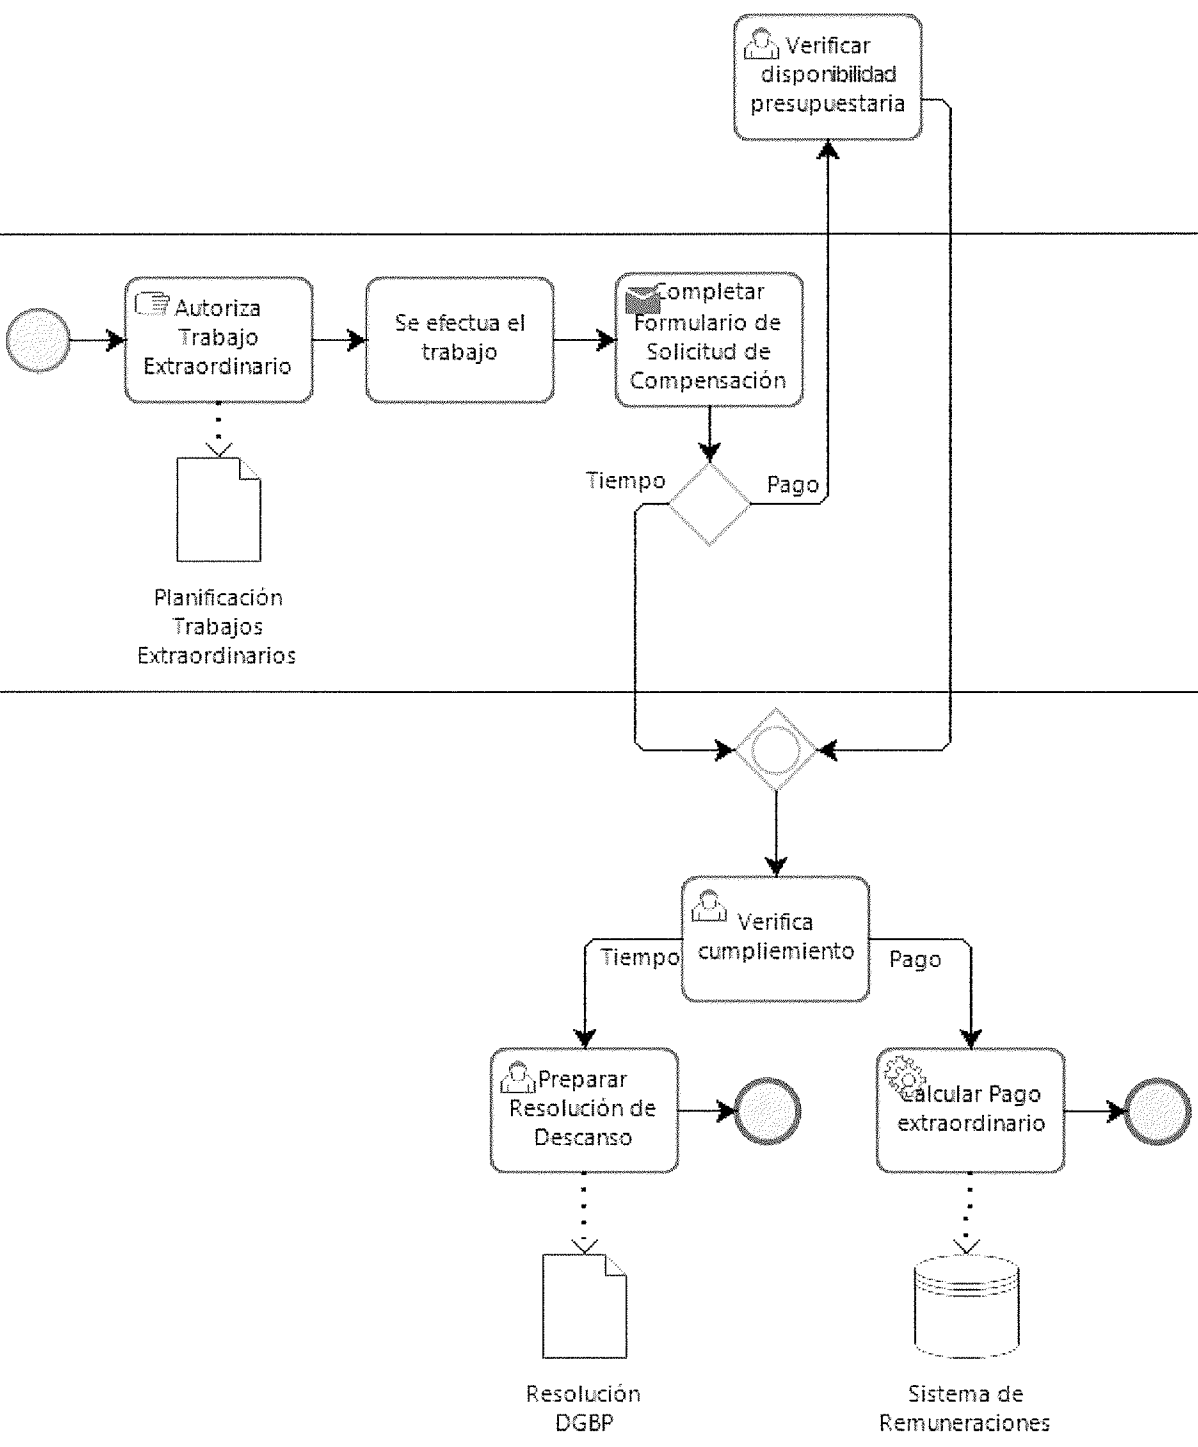 Verificar
disponibilidad
presupuestaria
Autoriza
Trabajo
Extraordinario
Se efectua el
trabajo
Completar
Formulario de
Solicitud de
Compensación
Tiempo
Pago
Planificación
Trabajos
Extraordinarios
Verifica
cumpliemiento
Tiempo
Pago
Preparar
Resolución de
Descanso
Calcular Pago
extraordinario
Resolución
DGBP
Sistema de
Remuneraciones